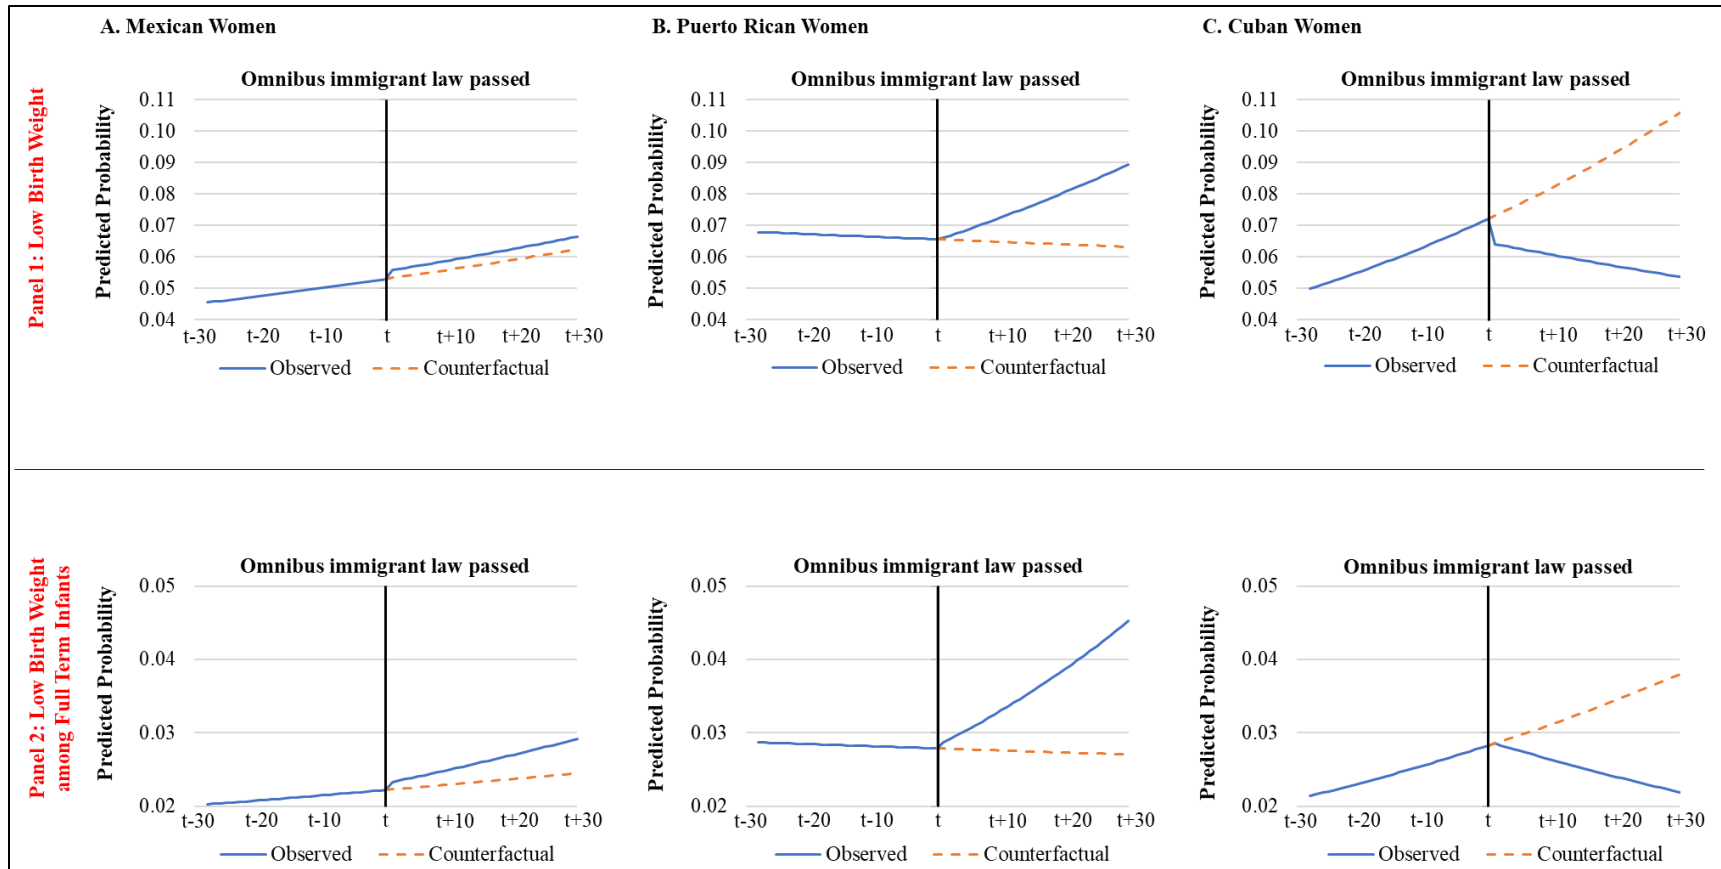 A. Mexican Women
B. Puerto Rican Women
C. Cuban Women
Panel 1: Low Birth Weight
Omnibus immigrant law passed
Predicted Probability
0.11
0.10
0.09
0.08
0.07
0.06
0.05
0.04
t-30 t-20 t-10 t t+10 t+20 t+30
Observed Counterfactual
Omnibus immigrant law passed
Predicted Probability
0.11
0.10
0.09
0.08
0.07
0.06
0.05
0.04
t-30 t-20 t-10 t t+10 t+20 t+30
Observed Counterfactual
Omnibus immigrant law passed
Predicted Probability
0.11
0.10
0.09
0.08
0.07
0.06
0.05
0.04
t-30 t-20 t-10 t t+10 t+20 t+30
Observed Counterfactual
Panel 2: Low Birth Weight
among Full Term Infants
Omnibus immigrant law passed
Predicted Probability
0.05
0.04
0.03
0.02
t-30 t-20 t-10 t t+10 t+20 t+30
Observed Counterfactual
Omnibus immigrant law passed
Predicted Probability
0.05
0.04
0.03
0.02
t-30 t-20 t-10 t t+10 t+20 t+30
Observed Counterfactual
Omnibus immigrant law passed
Predicted Probability
0.05
0.04
0.03
0.02
t-30 t-20 t-10 t t+10 t+20 t+30
Observed Counterfactual